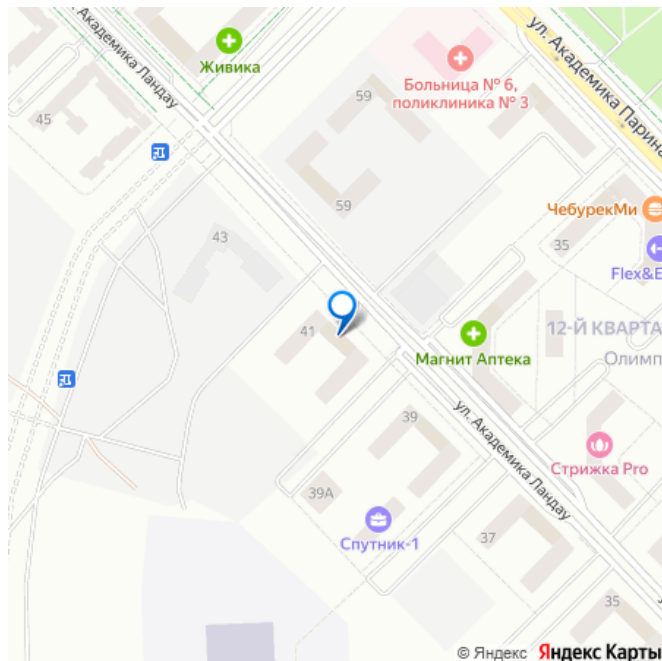 ул. Академика Парина
Академика Ландау
Живика
59
Больница № 6,
поликлиника № 3
45
59
ЧебурекМи
43
35
Flex&E
41
12-Й КВАРТА
Магнит Аптека
Олимп
39
ул. Академика Ландау
Стрижка Pro
39А
Спутник-1
37
35
© Яндекс Яндекс Карты